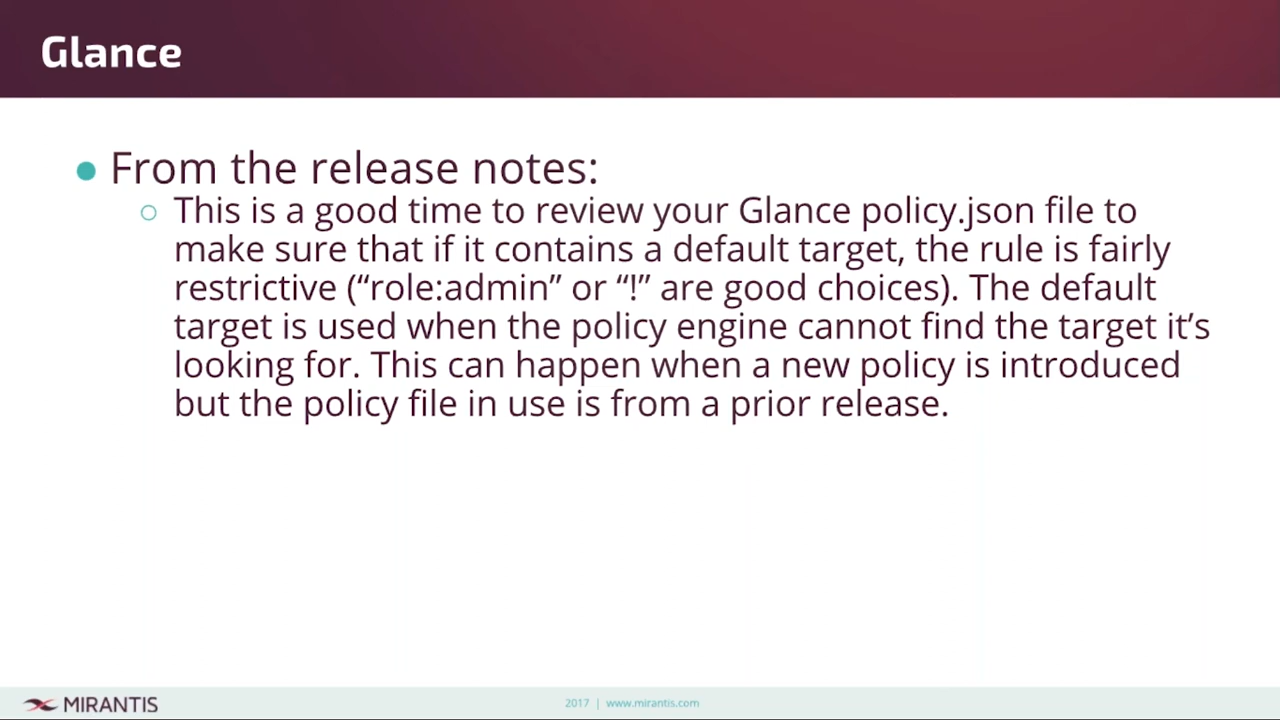 Glance
● From the release notes:
○ This is a good time to review your Glance policy.json file to
make sure that if it contains a default target, the rule is fairly
restrictive (“role:admin” or “!” are good choices). The default
target is used when the policy engine cannot find the target it’s
looking for. This can happen when a new policy is introduced
but the policy file in use is from a prior release.
MIRANTIS
2017 | www.mirantis.com